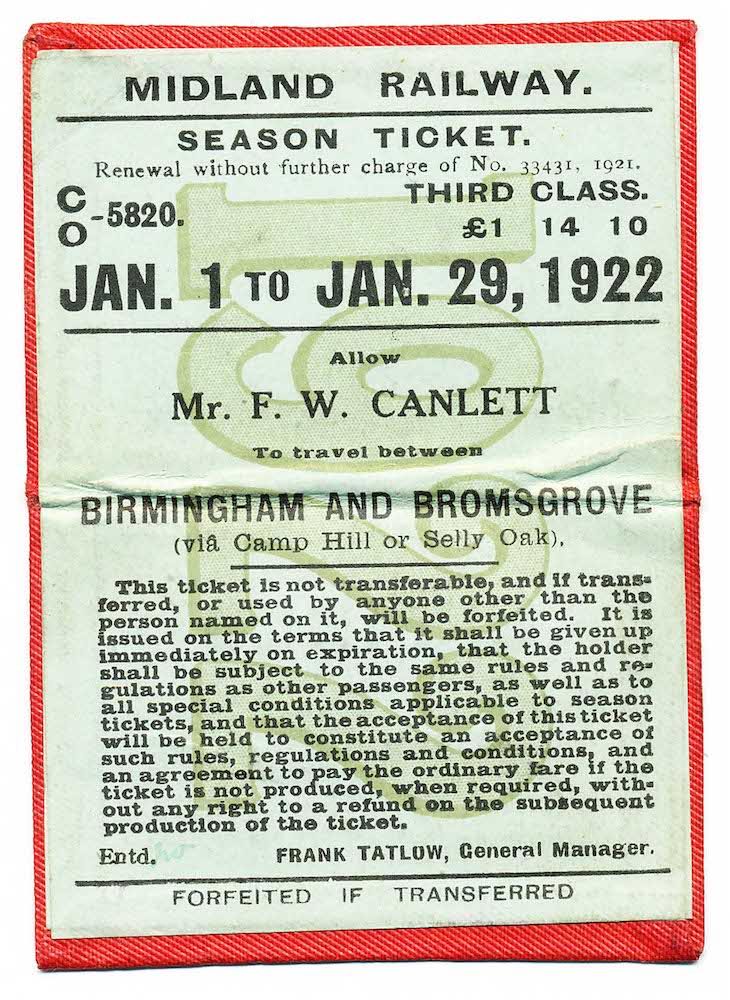 MIDLAND RAILWAY.
SEASON TICKET.
Renewal without further charge of No. 33431, 1921.
CO-5820. THIRD CLASS.
£1 14 10
JAN. 1 TO JAN. 29, 1922
Allow
Mr. F. W. CANLETT
To travel between
BIRMINGHAM AND BROMSGROVE
(viâ Camp Hill or Selly Oak).
This ticket is not transferable, and if trans-
ferred, or used by anyone other than the
person named on it, will be forfeited. It is
issued on the terms that it shall be given up
immediately on expiration, that the holder
shall be subject to the same rules and re-
gulations as other passengers, as well as to
all special conditions applicable to season
tickets, and that the acceptance of this ticket
will be held to constitute an acceptance of
such rules, regulations and conditions, and
an agreement to pay the ordinary fare if the
ticket is not produced, when required, with-
out any right to a refund on the subsequent
production of the ticket.
Entd. FRANK TATLOW, General Manager.
FORFEITED IF TRANSFERRED